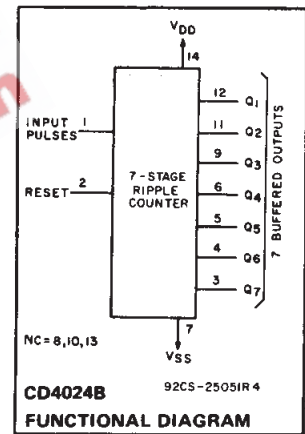 VDD
14
INPUT 1
PULSES
RESET 2
7-STAGE
RIPPLE
COUNTER
12 Q1
11 Q2
9 Q3
6 Q4
5 Q5
4 Q6
3 Q7
7 BUFFERED OUTPUTS
7
VSS
NC=8,10,13
92CS-25051R4
CD4024B
FUNCTIONAL DIAGRAM